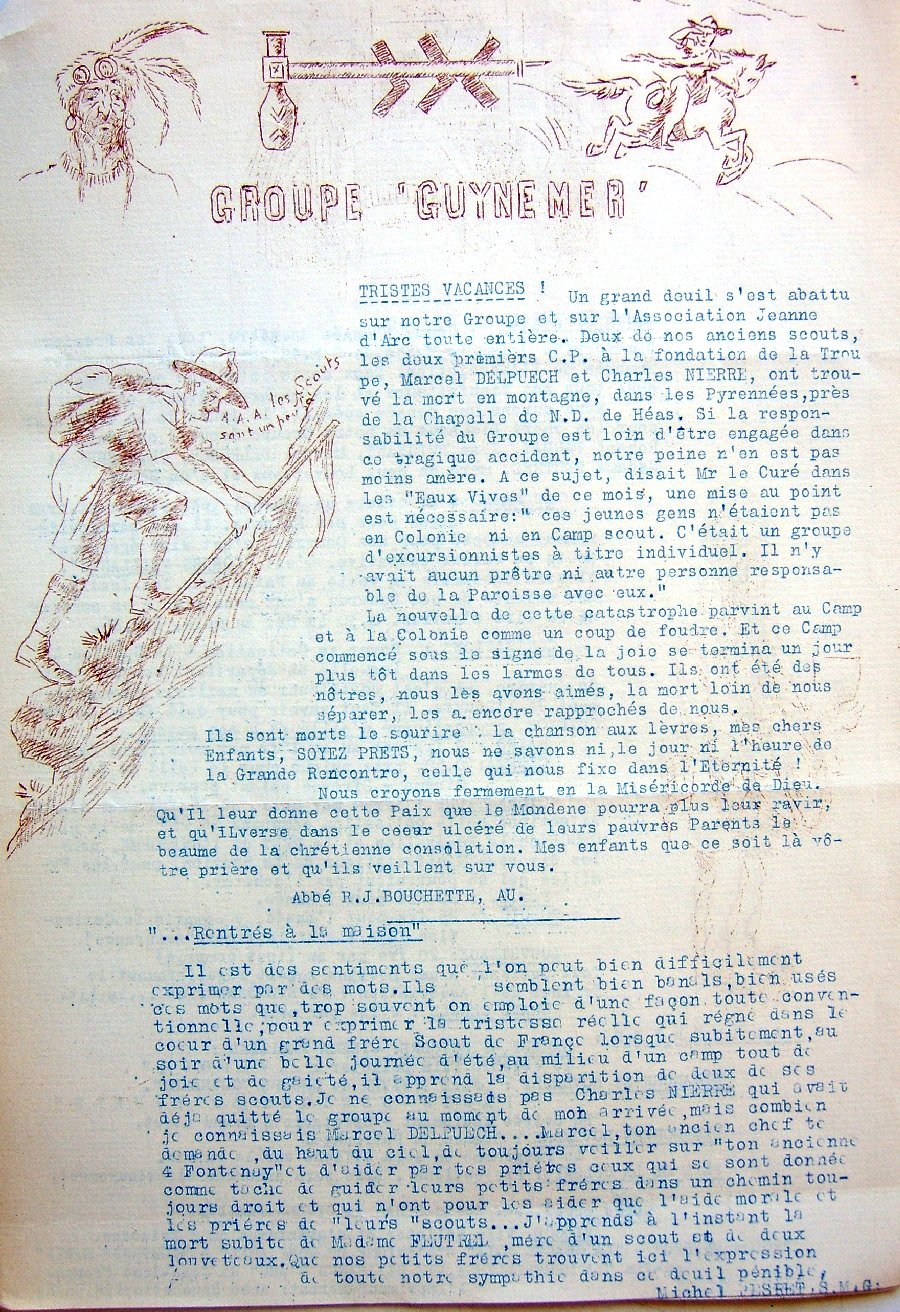 GROUPE 'GUYNEMER'
TRISTES VACANCES ! Un grand deuil s'est abattu
sur notre Groupe et sur l'Association Jeanne
d'Arc toute entière. Deux de nos anciens scouts,
les deux prèmièrs C.P. à la fondation de la Trou
pe, Marcel DELPUECH et Charles NIERRE, ont trou-
vé la mort en montagne, dans les Pyrennées,près
de la Chapelle de N.D. de Héas. Si la respon-
sabilité du Groupe est loin d'être engagée dans
ce tragique accident, notre peine n'en est pas
moins amère. A ce sujet, disait Mr le Curé dans
les "Eaux Vives" de ce mois, une mise au point
est nécessaire:" ces jeunes gens n'étaient pas
en Colonie ni en Camp scout. C'était un groupe
d'excursionnistes à titre individuel. Il n'y
avait aucun prêtre ni autre personne responsa-
ble de la Paroisse avec eux."
A.A.A. les Scouts
sont un peu
La nouvelle de cette catastrophe parvint au Camp
et à la Colonie comme un coup de foudre. Et ce Camp
commencé sous le signe de la joie se termina un jour
plus tôt dans les larmes de tous. Ils ont été des
nôtres, nous les avons aimés, la mort loin de nous
séparer, les a encore rapprochés de nous.
Ils sont morts le sourire la chanson aux lèvres, mes chers
Enfants, SOYEZ PRETS, nous ne savons ni,le jour ni l'heure de
la Grande Rencontre, celle qui nous fixe dans l'Eternité !
Nous croyons fermement en la Miséricorde de Dieu.
Qu'Il leur donne cette Paix que le Mondene pourra plus leur ravir,
et qu'ILverse dans le coeur ulcéré de leurs pauvres Parents le
beaume de la chrétienne consolation. Mes enfants que ce soit là vô-
tre prière et qu'ils veillent sur vous.
Abbé R.J.BOUCHETTE, AU.
"...Rentrés à la maison"
Il est des sentiments que l'on peut bien difficilement
exprimer par des mots.Ils semblent bien banals,bien usés
ces mots que,trop souvent on emploie d'une façon toute conven-
tionnelle,pour exprimer la tristesse réelle qui régne dans le
coeur d'un grand frére Scout de France lorsque subitement,au
soir d'une belle journée d'été,au milieu d'un camp tout de
joie et de gaieté,il apprend la disparition de deux de ses
fréres scouts.Je ne connaissads pas Charles NIERRE qui avait
déja quitté le groupe au moment de mon arrivée,mais combien
je connaissais Marcel DELPUECH....Marcel,ton ancien chef te
demande ,du haut du ciel,de toujours veiller sur "ton ancienne
4 Fontenay"et d'aider par tes priéres ceux qui se sont donnée
comme tache de guider leurs petits fréres dans un chemin tou-
jours droit et qui n'ont pour les aider que l'aide morale et
les priéres de "leurs "scouts...J'apprends à l'instant la
mort subite de Madame FEUTREL ,mére d'un scout et de deux
louveteaux.Que nos petits fréres trouvent ici l'expression
de toute notre sympathie dans ce deuil pénible,
Michel S.M.G.